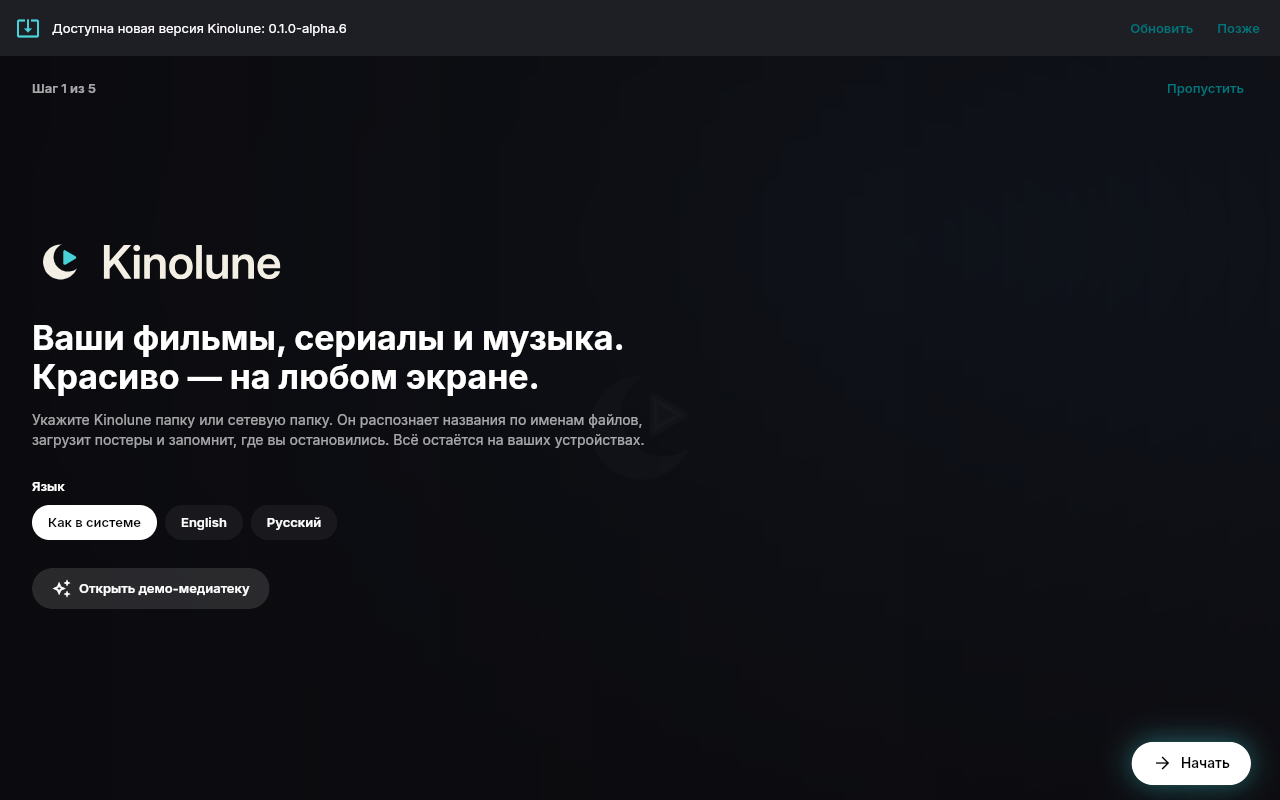 Доступна новая версия Kinolune: 0.1.0-alpha.6
Обновить
Позже
Шаг 1 из 5
Пропустить
Kinolune
Ваши фильмы, сериалы и музыка.
Красиво — на любом экране.
Укажите Kinolune папку или сетевую папку. Он распознает названия по именам файлов,
загрузит постеры и запомнит, где вы остановились. Всё остаётся на ваших устройствах.
Язык
Как в системе
English
Русский
Открыть демо-медиатеку
Начать